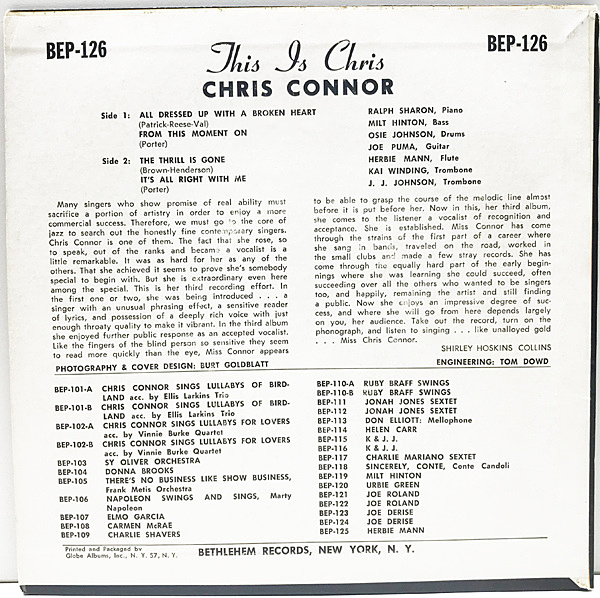 BEP-126
BEP-126
This Is Chris
CHRIS CONNOR
Side 1: ALL DRESSED UP WITH A BROKEN HEART
(Patrick-Reese-Val)
FROM THIS MOMENT ON
(Porter)
Side 2: THE THRILL IS GONE
(Brown-Henderson)
IT'S ALL RIGHT WITH ME
(Porter)
RALPH SHARON, Piano
MILT HINTON, Bass
OSIE JOHNSON, Drums
JOE PUMA, Guitar
HERBIE MANN, Flute
KAI WINDING, Trombone
J. J. JOHNSON, Trombone
Many singers who show promise of real ability must
sacrifice a portion of artistry in order to enjoy a more
commercial success. Therefore, we must go to the core of
jazz to search out the honestly fine contemporary singers.
Chris Connor is one of them. The fact that she rose, so
to speak, out of the ranks and became a vocalist is a
little remarkable. It was as hard for her as any of the
others. That she achieved it seems to prove she's somebody
special to begin with. But she is extraordinary even here
among the special. This is her third recording effort. In
the first one or two, she was being introduced . . . a
singer with an unusual phrasing effect, a sensitive reader
of lyrics, and possession of a deeply rich voice with just
enough throaty quality to make it vibrant. In the third album
she enjoyed further public response as an accepted vocalist.
Like the fingers of the blind person so sensitive they seem
to read more quickly than the eye, Miss Connor appears
to be able to grasp the course of the melodic line almost
before it is put before her. Now in this, her third album,
she comes to the listener a vocalist of recognition and
acceptance. She is established. Miss Connor has come
through the strains of the first part of a career where
she sang in bands, traveled on the road, worked in
the small clubs and made a few stray records. She has
come through the equally hard part of the early begin-
nings where she was learning she could succeed, often
succeeding over all the others who wanted to be singers
too, and happily, remaining the artist and still finding
a public. Now she enjoys an impressive degree of suc-
cess, and where she will go from here depends largely
on you, her audience. Take out the record, turn on the
phonograph, and listen to singing . . . like unalloyed gold
. . . Miss Chris Connor.
SHIRLEY HOSKINS COLLINS
PHOTOGRAPHY & COVER DESIGN: BURT GOLDBLATT
ENGINEERING: TOM DOWD
BEP-101-A CHRIS CONNOR SINGS LULLABYS OF BIRD-
LAND acc. by Ellis Larkins Trio
BEP-101-B CHRIS CONNOR SINGS LULLABYS OF BIRD-
LAND acc. by Ellis Larkins Trio
BEP-102-A CHRIS CONNOR SINGS LULLABYS FOR LOVERS
acc. by Vinnie Burke Quartet
BEP-102-B CHRIS CONNOR SINGS LULLABYS FOR LOVERS
acc. by Vinnie Burke Quartet
BEP-103 SY OLIVER ORCHESTRA
BEP-104 DONNA BROOKS
BEP-105 THERE'S NO BUSINESS LIKE SHOW BUSINESS,
Frank Metis Orchestra
BEP-106 NAPOLEON SWINGS AND SINGS, Marty
Napoleon
BEP-107 ELMO GARCIA
BEP-108 CARMEN McRAE
BEP-109 CHARLIE SHAVERS
BEP-110-A RUBY BRAFF SWINGS
BEP-110-B RUBY BRAFF SWINGS
BEP-111 JONAH JONES SEXTET
BEP-112 JONAH JONES SEXTET
BEP-113 DON ELLIOTT: Mellophone
BEP-114 HELEN CARR
BEP-115 K & J. J.
BEP-116 K & J. J.
BEP-117 CHARLIE MARIANO SEXTET
BEP-118 SINCERELY, CONTE, Conte Candoli
BEP-119 MILT HINTON
BEP-120 URBIE GREEN
BEP-121 JOE ROLAND
BEP-122 JOE ROLAND
BEP-123 JOE DERISE
BEP-124 JOE DERISE
BEP-125 HERBIE MANN
Printed and Packaged by
Globe Albums, Inc., N. Y. 57, N. Y.
BETHLEHEM RECORDS, NEW YORK, N. Y.